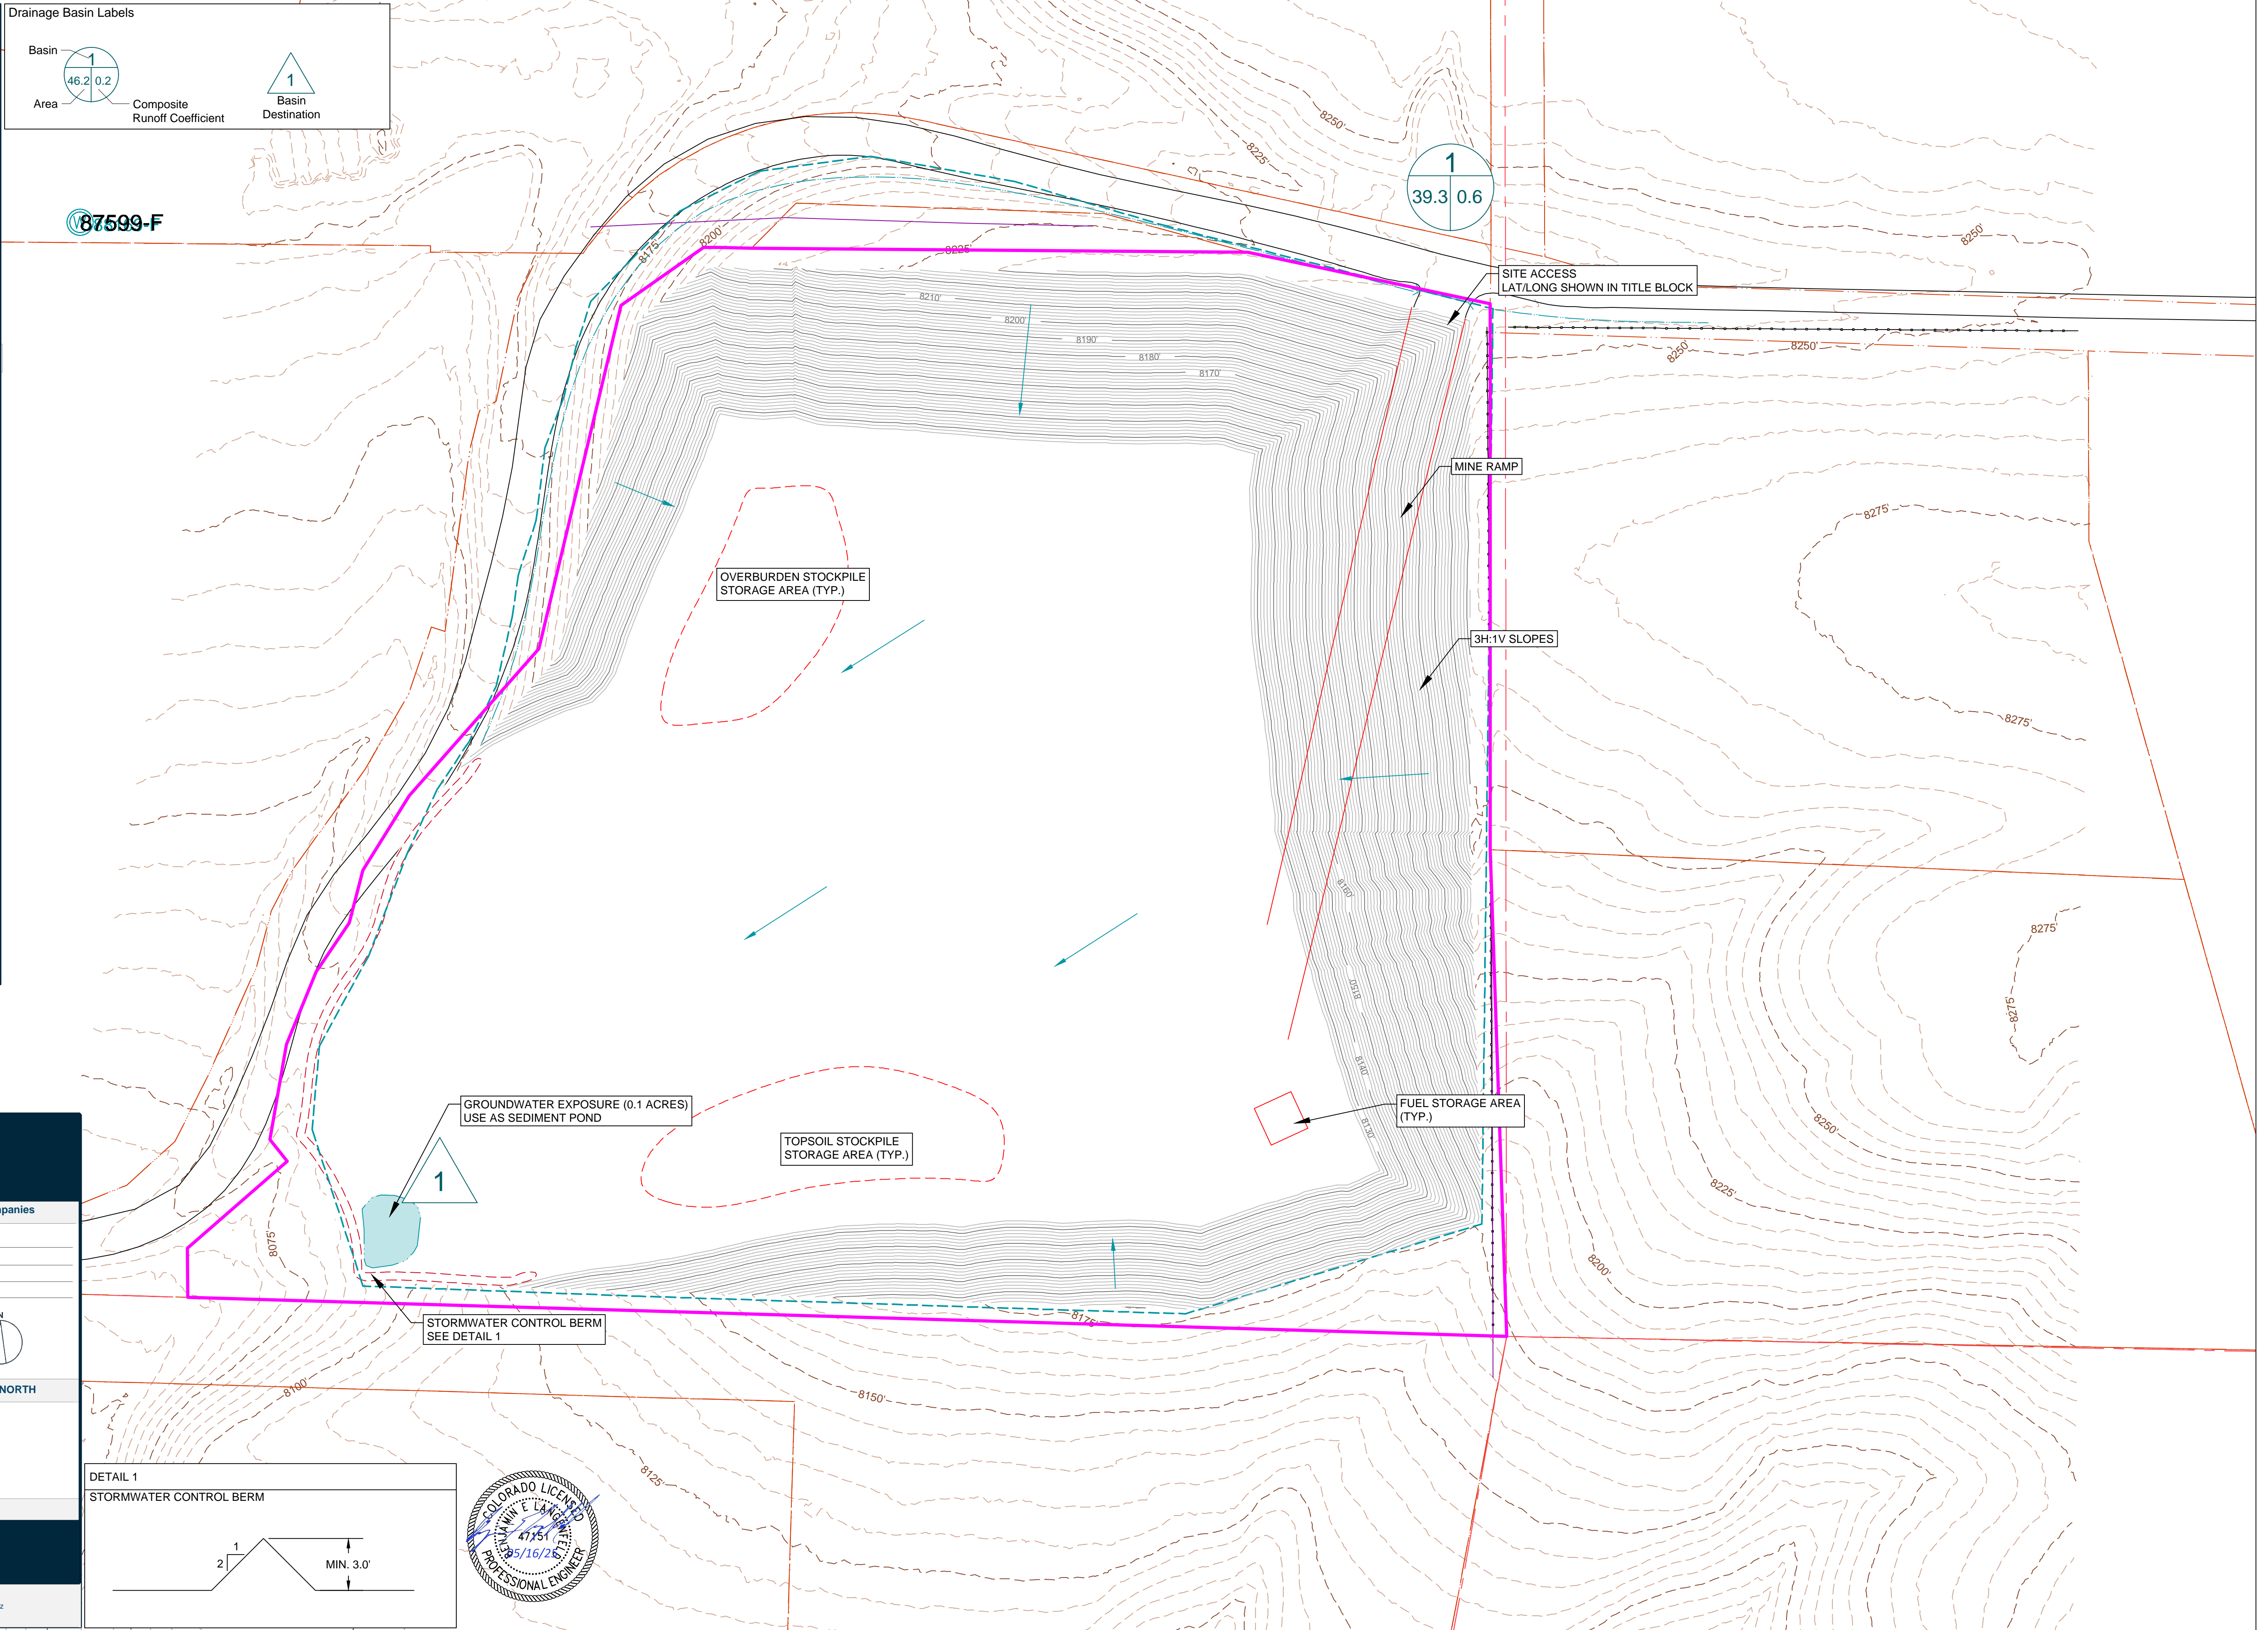 Drainage Basin Labels
Basin
1
46.2 0.2
Area
Composite
Runoff Coefficient
1
Basin
Destination
87599-F
8250'
8225'
1
39.3 0.6
8250'
8175'
8200'
8225'
SITE ACCESS
LAT/LONG SHOWN IN TITLE BLOCK
8210'
8200'
8190'
8180'
8170'
8250'
8250'
MINE RAMP
8275'
OVERBURDEN STOCKPILE
STORAGE AREA (TYP.)
3H:1V SLOPES
8275'
8160'
8275'
8150'
8275'
8140'
GROUNDWATER EXPOSURE (0.1 ACRES)
USE AS SEDIMENT POND
FUEL STORAGE AREA
(TYP.)
8130'
8250'
TOPSOIL STOCKPILE
STORAGE AREA (TYP.)
1
8225'
panies
8075'
8200'
N
STORMWATER CONTROL BERM
SEE DETAIL 1
8175'
NORTH
8100'
8150'
8125'
DETAIL 1
STORMWATER CONTROL BERM
1
2
MIN. 3.0'
COLORADO LICENSED
BENJAMIN E LANGENFELD
47151
PROFESSIONAL ENGINEER
z